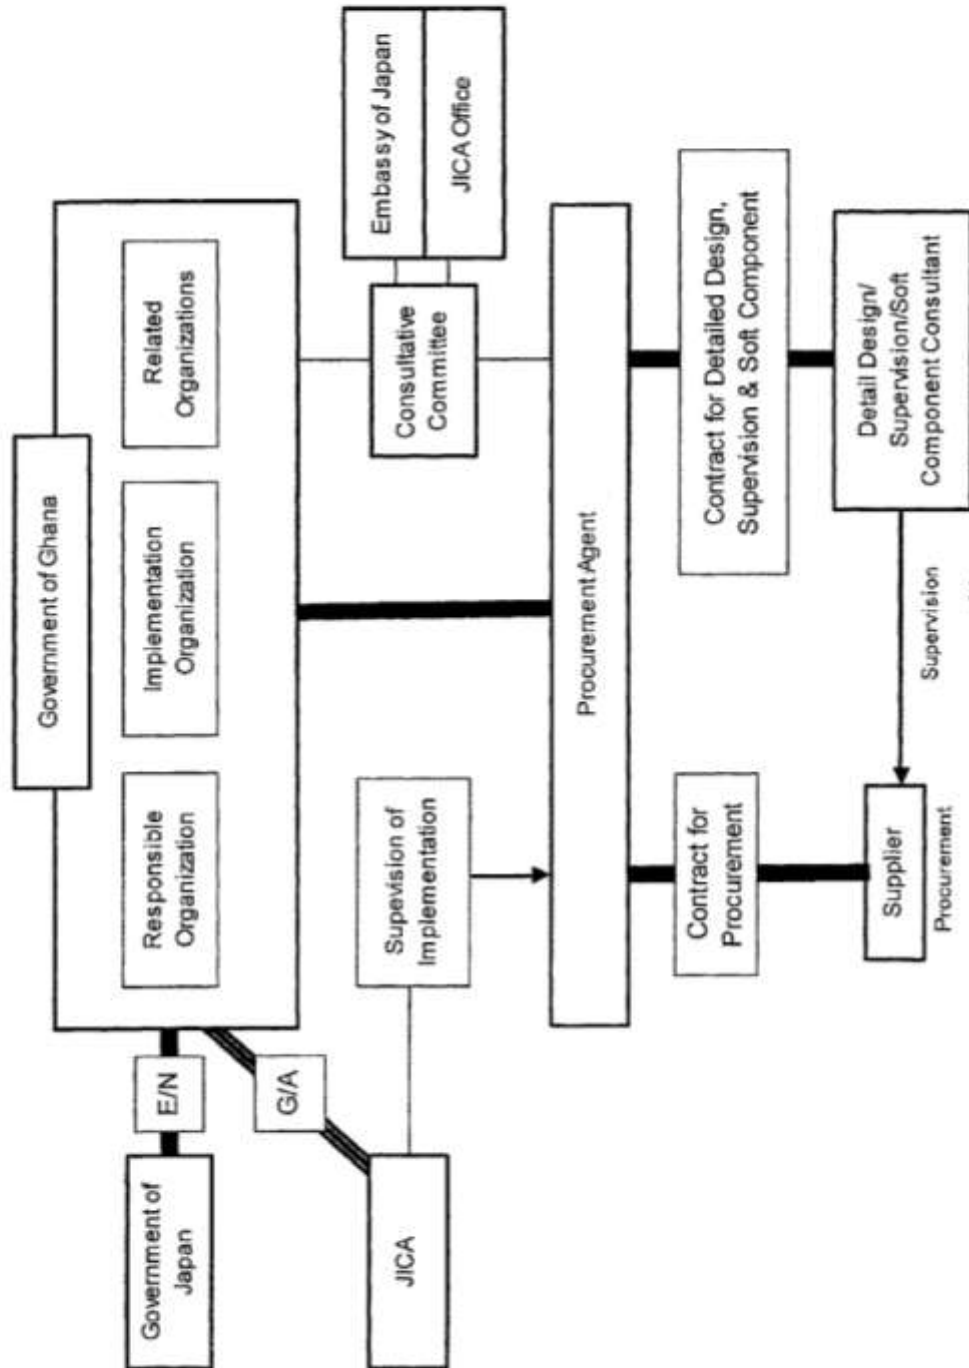 Government of Ghana
Responsible
Organization
Implementation
Organization
Related
Organizations
Government of
Japan
E/N
G/A
JICA
Supevision of
Implementation
Consultative
Committee
Embassy of Japan
JICA Office
Procurement Agent
Contract for
Procurement
Contract for Detailed Design,
Supervision & Soft Component
Supplier
Procurement
Supervision
Detail Design/
Supervision/Soft
Component Consultant